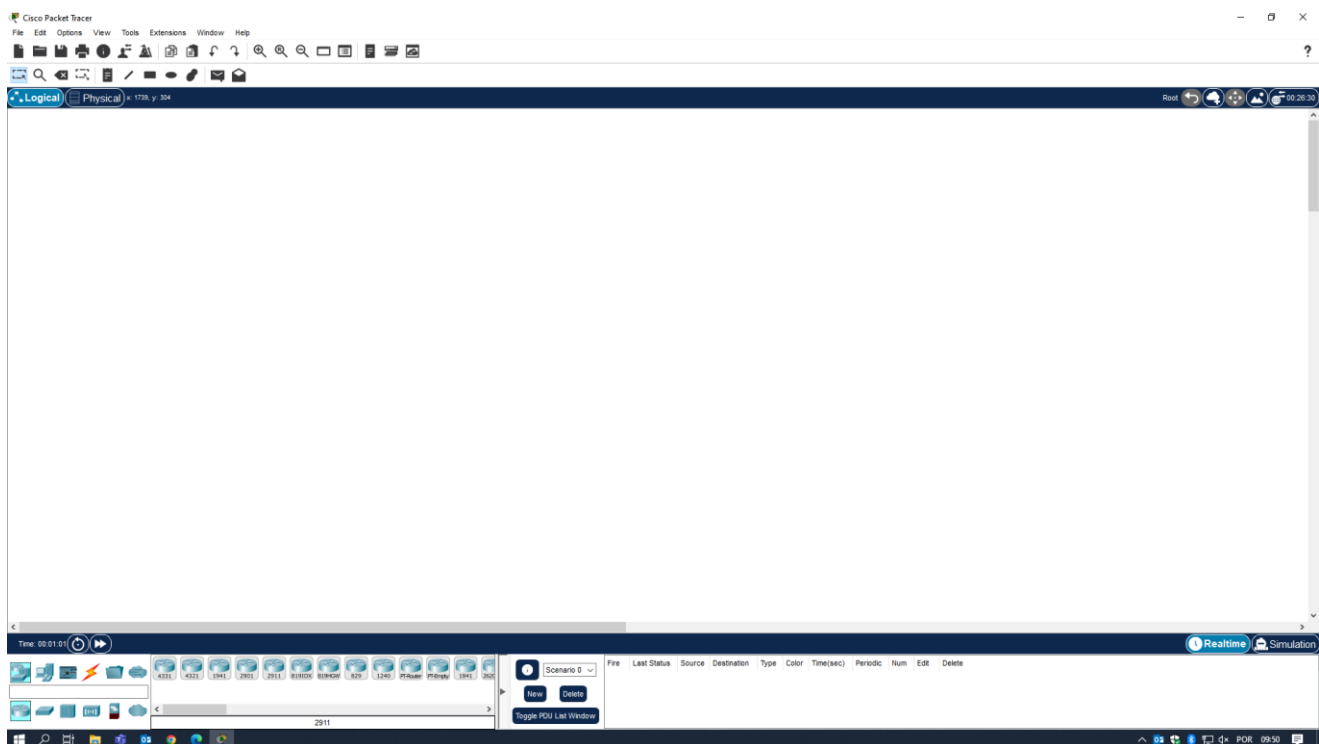 Cisco Packet Tracer
File Edit Options View Tools Extensions Window Help
?
Logical Physical x: 1739, y: 304 Root 00:26:30
Time: 00:01:01 Realtime Simulation
4331 4321 1941 2901 2911 819IOX 819HGW 829 1240 PT-Router PT-Empty 1841 2620
2911
Scenario 0
New Delete
Toggle PDU List Window
Fire Last Status Source Destination Type Color Time(sec) Periodic Num Edit Delete
POR 09:50